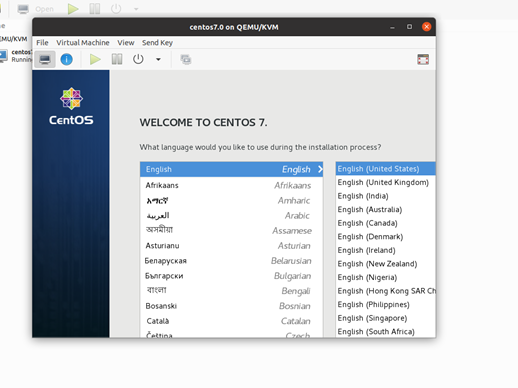 Open
centos7.0 on QEMU/KVM
File Virtual Machine View Send Key
CentOS
WELCOME TO CENTOS 7.
What language would you like to use during the installation process?
English English
Afrikaans Afrikaans
አማርኛ Amharic
العربية Arabic
অসমীয়া Assamese
Asturianu Asturian
Беларуская Belarusian
Български Bulgarian
বাংলা Bengali
Bosanski Bosnian
Català Catalan
Čeština Czech
English (United States)
English (United Kingdom)
English (India)
English (Australia)
English (Canada)
English (Denmark)
English (Ireland)
English (New Zealand)
English (Nigeria)
English (Hong Kong SAR Ch
English (Philippines)
English (Singapore)
English (South Africa)